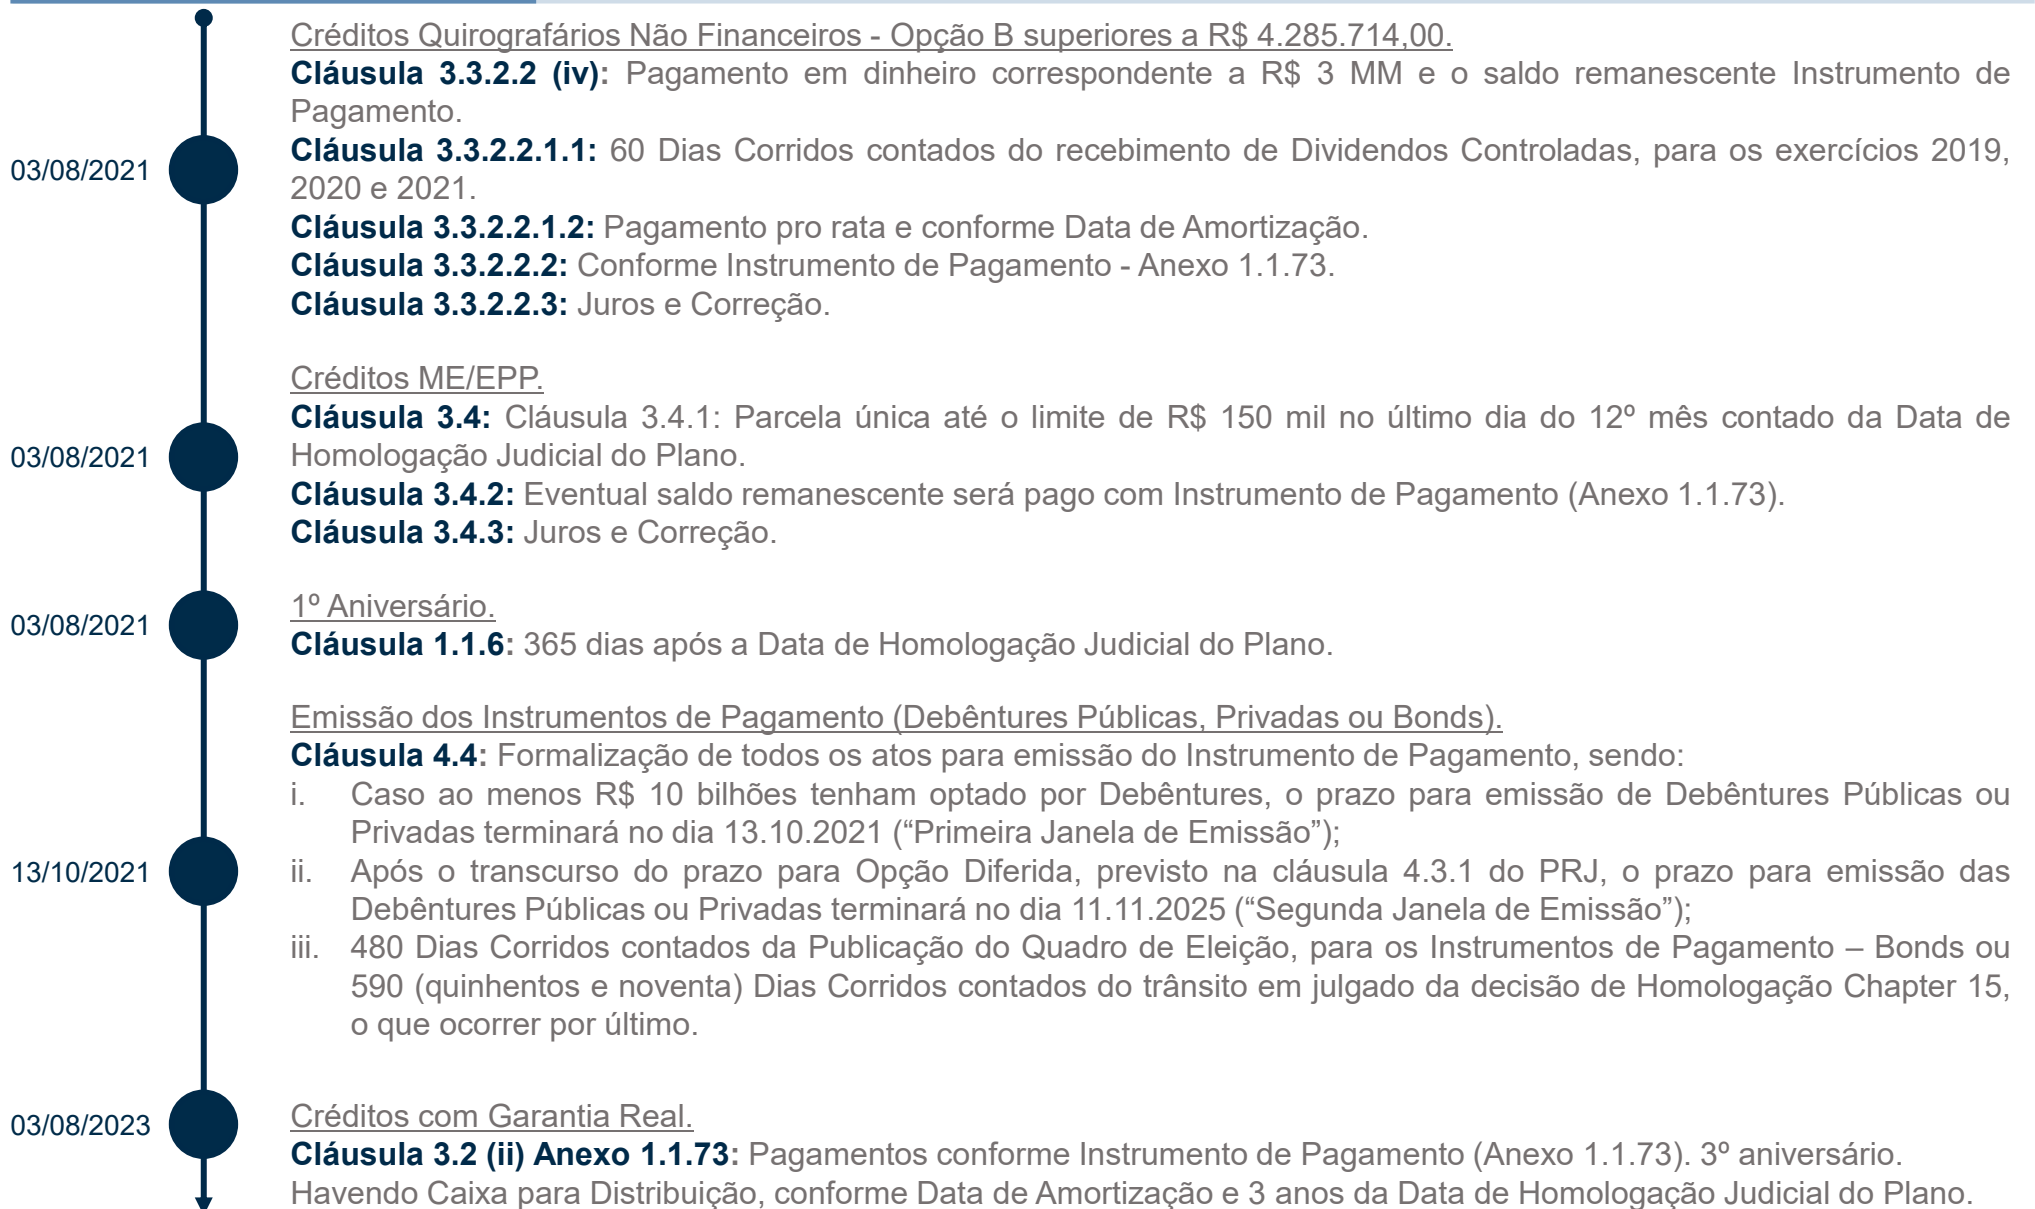 Créditos Quirografários Não Financeiros - Opção B superiores a R$ 4.285.714,00.
Cláusula 3.3.2.2 (iv): Pagamento em dinheiro correspondente a R$ 3 MM e o saldo remanescente Instrumento de
Pagamento.
03/08/2021
Cláusula 3.3.2.2.1.1: 60 Dias Corridos contados do recebimento de Dividendos Controladas, para os exercícios 2019,
2020 e 2021.
Cláusula 3.3.2.2.1.2: Pagamento pro rata e conforme Data de Amortização.
Cláusula 3.3.2.2.2: Conforme Instrumento de Pagamento - Anexo 1.1.73.
Cláusula 3.3.2.2.3: Juros e Correção.
Créditos ME/EPP.
Cláusula 3.4: Cláusula 3.4.1: Parcela única até o limite de R$ 150 mil no último dia do 12º mês contado da Data de
03/08/2021
Homologação Judicial do Plano.
Cláusula 3.4.2: Eventual saldo remanescente será pago com Instrumento de Pagamento (Anexo 1.1.73).
Cláusula 3.4.3: Juros e Correção.
03/08/2021
1º Aniversário.
Cláusula 1.1.6: 365 dias após a Data de Homologação Judicial do Plano.
Emissão dos Instrumentos de Pagamento (Debêntures Públicas, Privadas ou Bonds).
Cláusula 4.4: Formalização de todos os atos para emissão do Instrumento de Pagamento, sendo:
i. Caso ao menos R$ 10 bilhões tenham optado por Debêntures, o prazo para emissão de Debêntures Públicas ou
Privadas terminará no dia 13.10.2021 (“Primeira Janela de Emissão”);
13/10/2021
ii. Após o transcurso do prazo para Opção Diferida, previsto na cláusula 4.3.1 do PRJ, o prazo para emissão das
Debêntures Públicas ou Privadas terminará no dia 11.11.2025 (“Segunda Janela de Emissão”);
iii. 480 Dias Corridos contados da Publicação do Quadro de Eleição, para os Instrumentos de Pagamento – Bonds ou
590 (quinhentos e noventa) Dias Corridos contados do trânsito em julgado da decisão de Homologação Chapter 15,
o que ocorrer por último.
03/08/2023
Créditos com Garantia Real.
Cláusula 3.2 (ii) Anexo 1.1.73: Pagamentos conforme Instrumento de Pagamento (Anexo 1.1.73). 3º aniversário.
Havendo Caixa para Distribuição, conforme Data de Amortização e 3 anos da Data de Homologação Judicial do Plano.